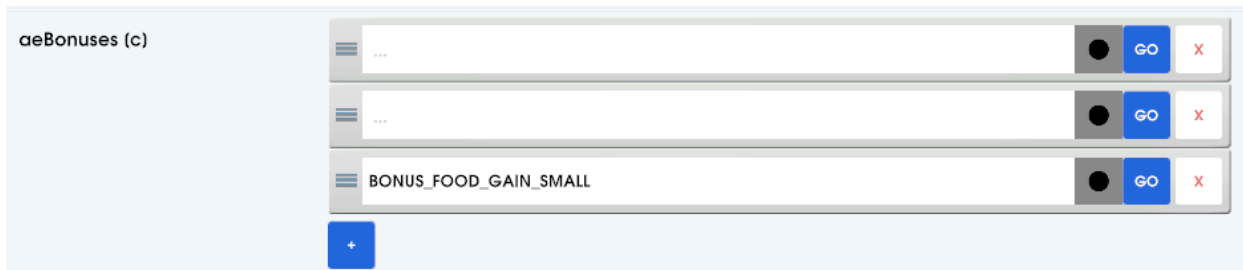 aeBonuses (c)
... GO X
... GO X
BONUS_FOOD_GAIN_SMALL GO X
+